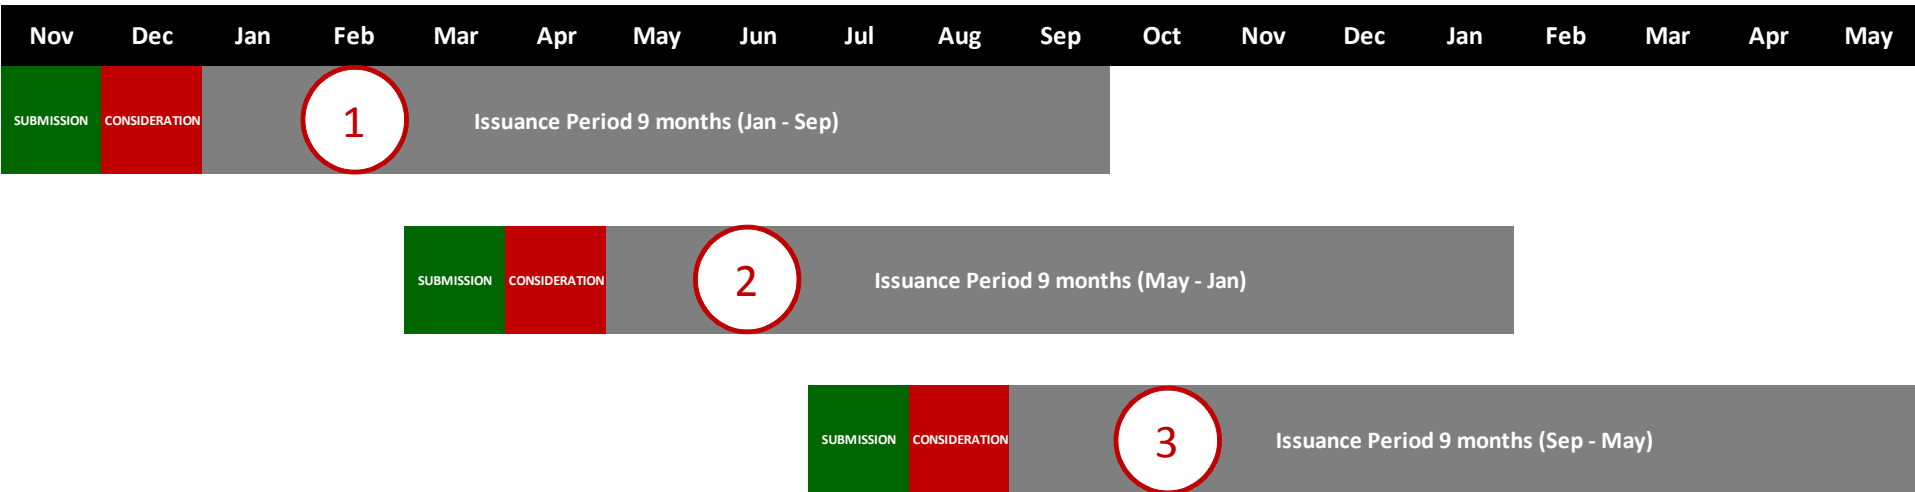 Nov Dec Jan Feb Mar Apr May Jun Jul Aug Sep Oct Nov Dec Jan Feb Mar Apr May
SUBMISSION CONSIDERATION 1 Issuance Period 9 months (Jan - Sep)
SUBMISSION CONSIDERATION 2 Issuance Period 9 months (May - Jan)
SUBMISSION CONSIDERATION 3 Issuance Period 9 months (Sep - May)